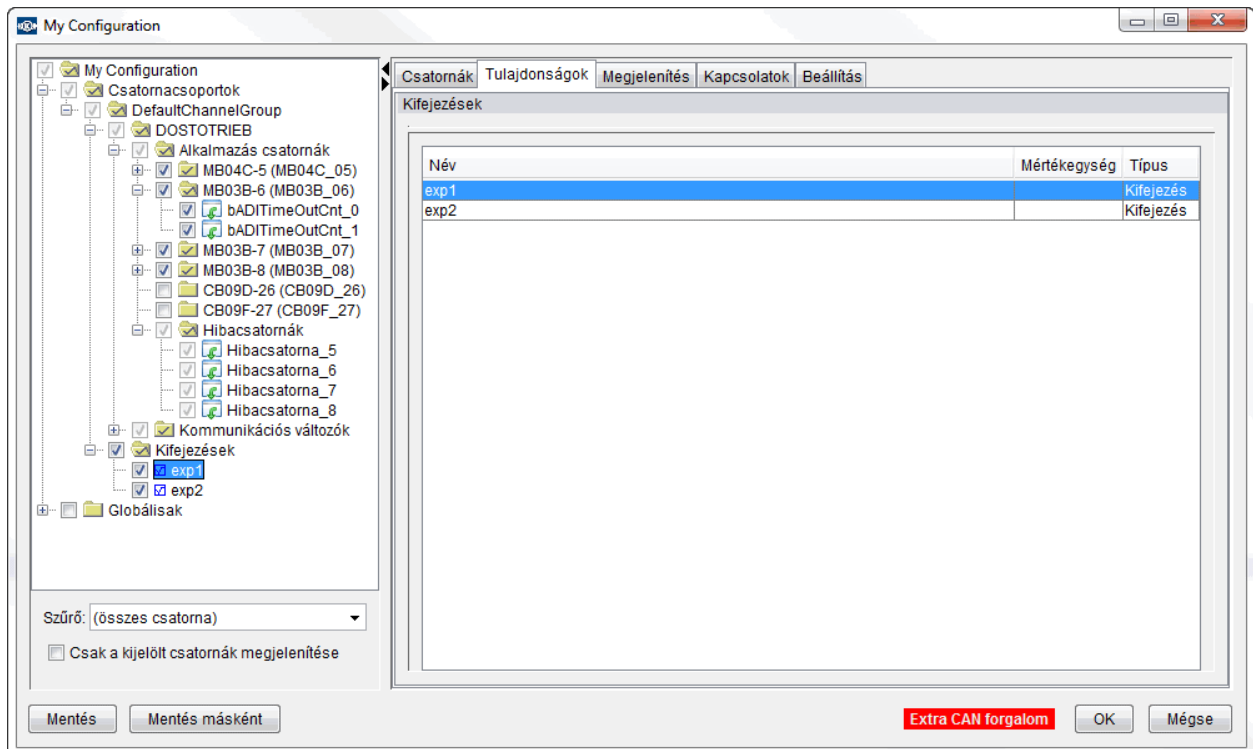 My Configuration
My Configuration
Csatornacsoportok
DefaultChannelGroup
DOSTOTRIEB
Alkalmazás csatornák
MB04C-5 (MB04C_05)
MB03B-6 (MB03B_06)
bADITimeOutCnt_0
bADITimeOutCnt_1
MB03B-7 (MB03B_07)
MB03B-8 (MB03B_08)
CB09D-26 (CB09D_26)
CB09F-27 (CB09F_27)
Hibacsatornák
Hibacsatorna_5
Hibacsatorna_6
Hibacsatorna_7
Hibacsatorna_8
Kommunikációs változók
Kifejezések
exp1
exp2
Globálisak
Szűrő: (összes csatorna)
Csak a kijelölt csatornák megjelenítése
Csatornák Tulajdonságok Megjelenítés Kapcsolatok Beállítás
Kifejezések
Név Mértékegység Típus
exp1 Kifejezés
exp2 Kifejezés
Mentés Mentés másként Extra CAN forgalom OK Mégse